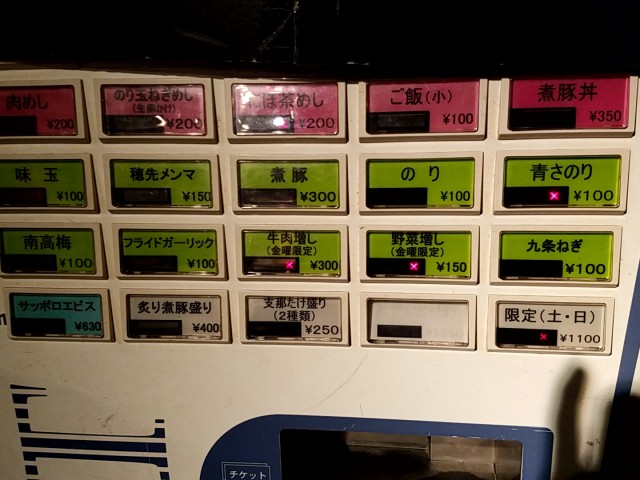 肉めし
¥200
のり玉ねぎめし
(生姜かけ)
¥200
ば茶めし
¥200
ご飯(小)
¥100
煮豚丼
¥350
味玉
¥100
穂先メンマ
¥150
煮豚
¥300
のり
¥100
青さのり
¥100
南高梅
¥100
フライドガーリック
¥100
牛肉増し
(金曜限定)
¥300
野菜増し
(金曜限定)
¥150
九条ねぎ
¥100
サッポロエビス
¥630
炙り煮豚盛り
¥400
支那たけ盛り
(2種類)
¥250
限定(土・日)
¥1100
チケット